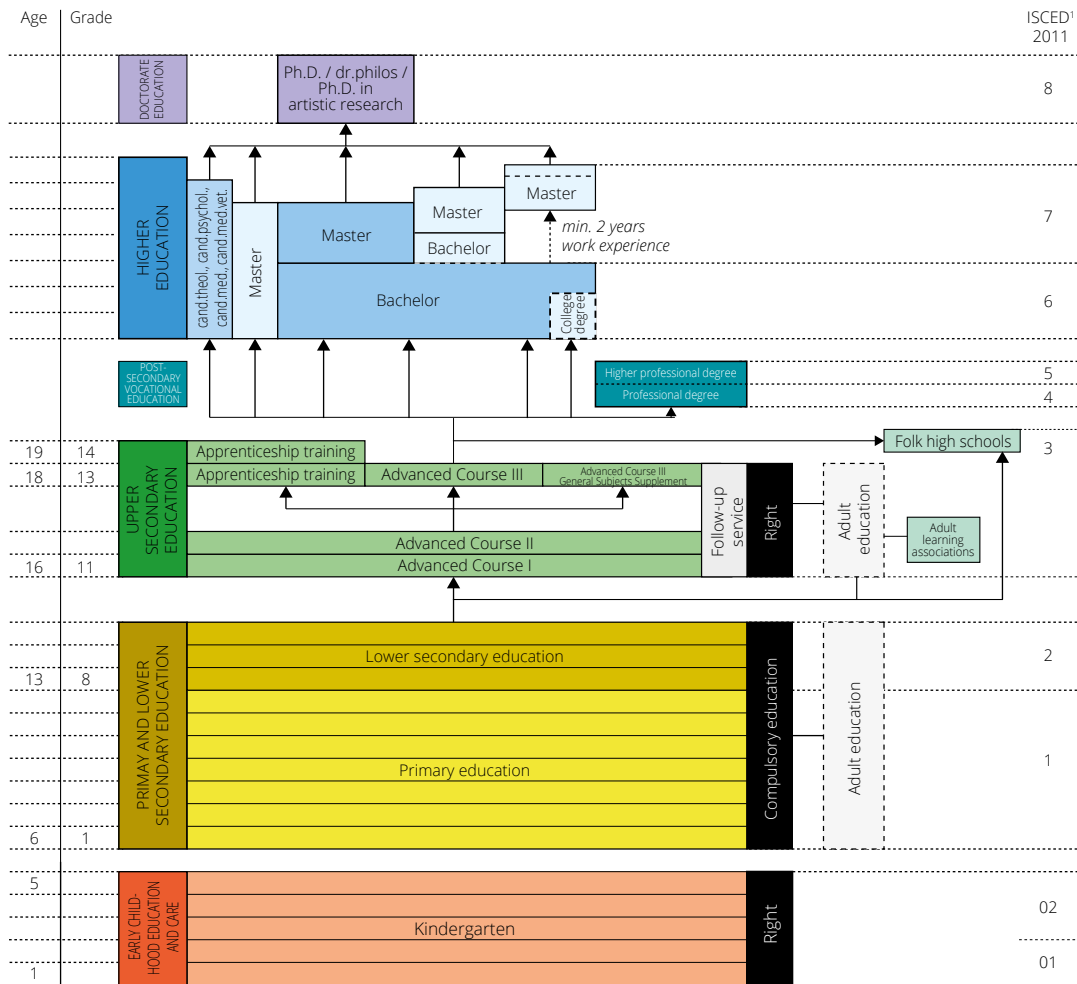 Age Grade ISCED¹
2011
DOCTORATE
EDUCATION
Ph.D. / dr.philos /
Ph.D. in
artistic research
8
HIGHER
EDUCATION
cand.theol., cand.psychol.,
cand.med., cand.med.vet.
Master
Master
Master
Bachelor
Master
min. 2 years
work experience
7
Bachelor
College
degree
6
POST-
SECONDARY
VOCATIONAL
EDUCATION
Higher professional degree
Professional degree
5
4
19 14
18 13
16 11
UPPER
SECONDARY
EDUCATION
Apprenticeship training
Apprenticeship training
Advanced Course III
Advanced Course III
General Subjects Supplement
Advanced Course II
Advanced Course I
Follow-up
service
Right
Adult
education
Folk high schools
Adult
learning
associations
3
13 8
6 1
PRIMAY AND LOWER
SECONDARY EDUCATION
Lower secondary education
Primary education
Compulsory education
Adult education
2
1
5
1
EARLY CHILD-
HOOD EDUCATION
AND CARE
Kindergarten
Right
02
01